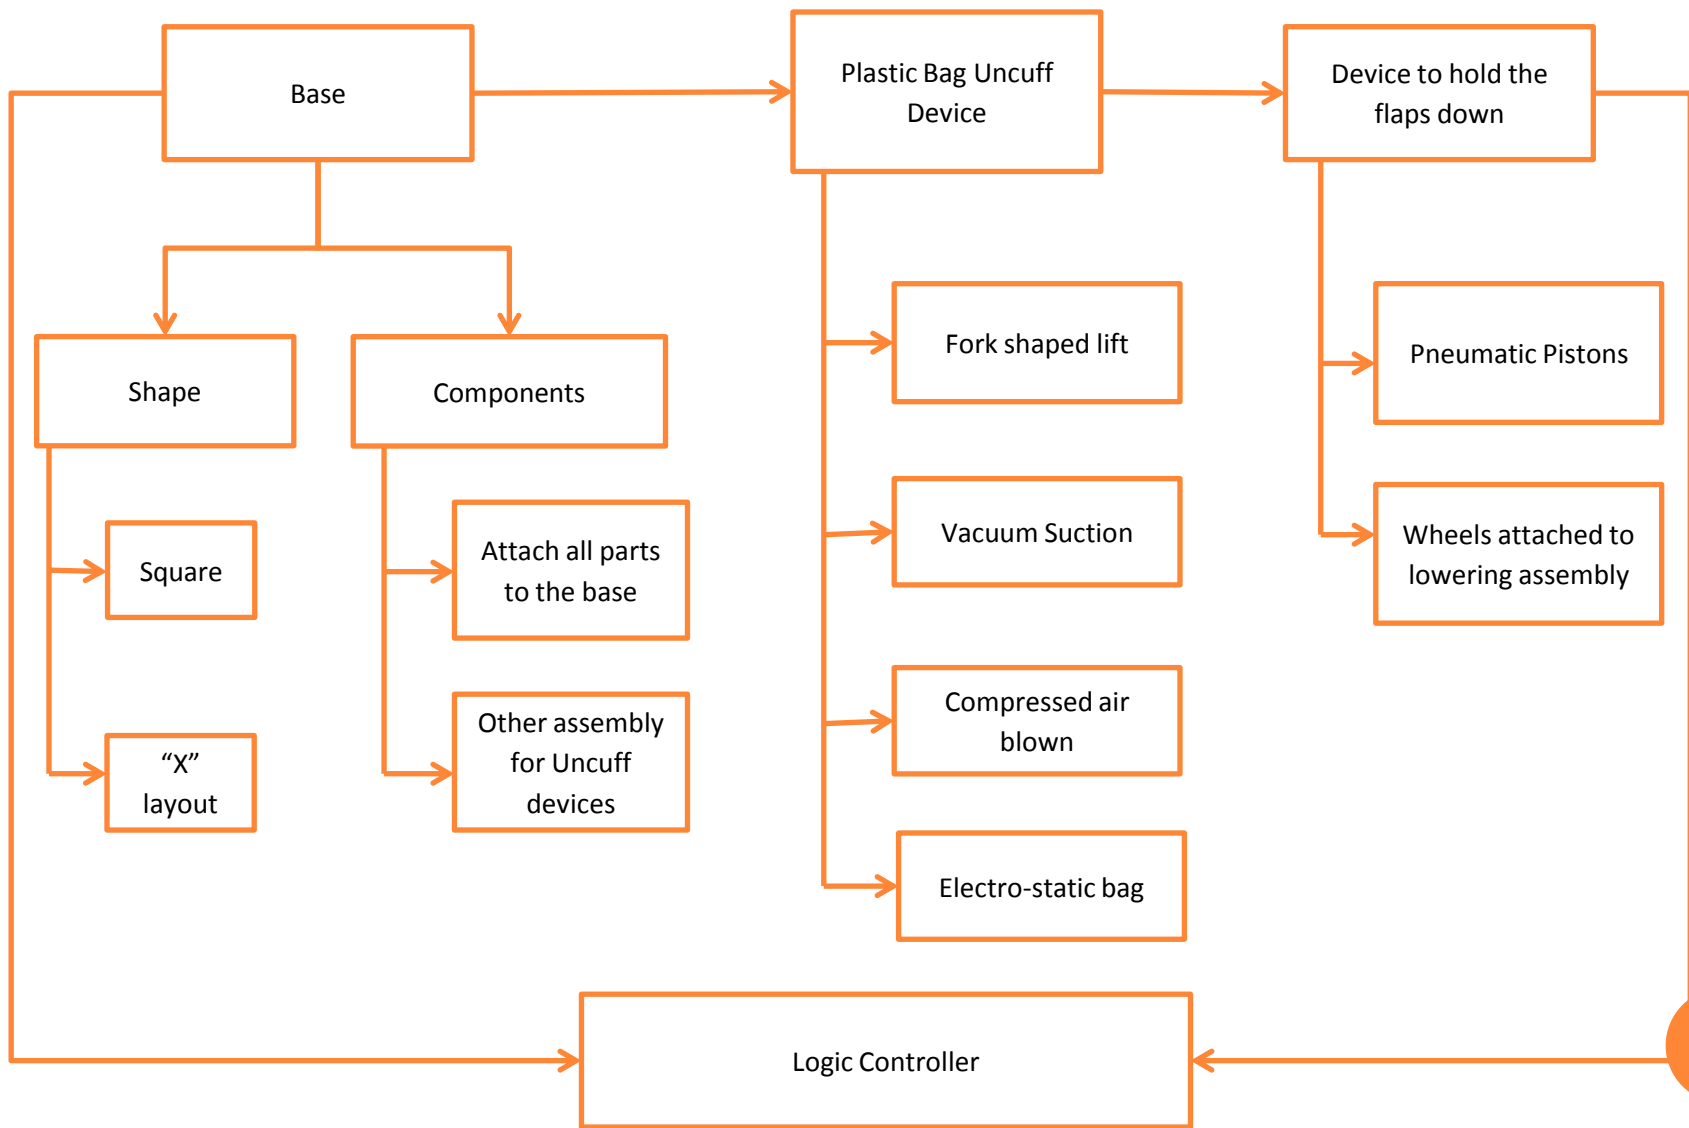 Base
Plastic Bag Uncuff
Device
Device to hold the
flaps down
Shape
Components
Square
“X”
layout
Attach all parts
to the base
Other assembly
for Uncuff
devices
Fork shaped lift
Vacuum Suction
Compressed air
blown
Electro-static bag
Pneumatic Pistons
Wheels attached to
lowering assembly
Logic Controller